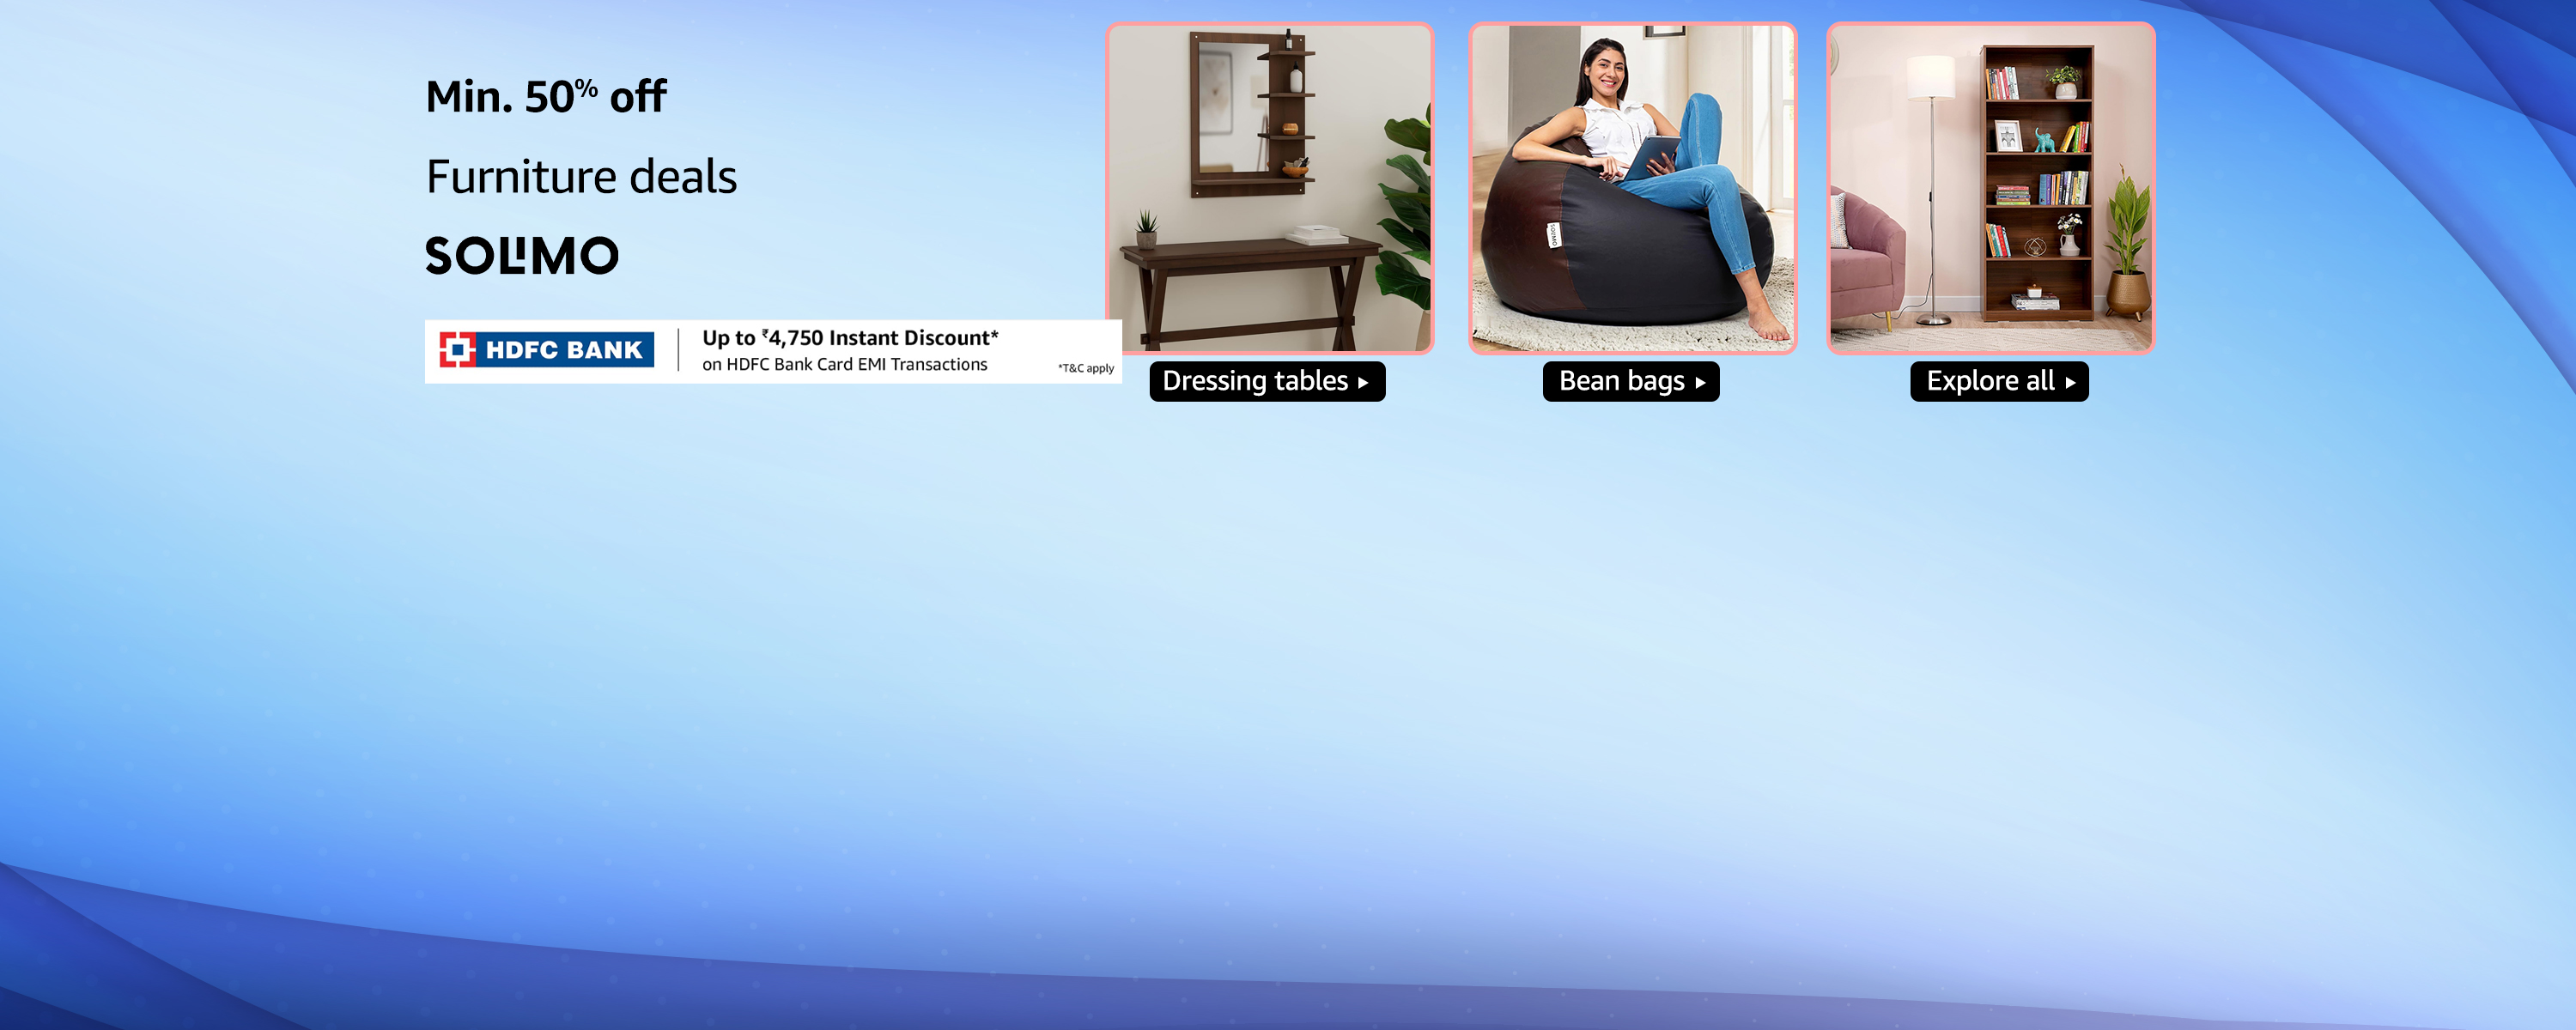 Min. 50% off
Furniture deals
SOLIMO
HDFC BANK
Up to ₹4,750 Instant Discount*
on HDFC Bank Card EMI Transactions
*T&C apply
SOLIMO
Dressing tables
Bean bags
Explore all